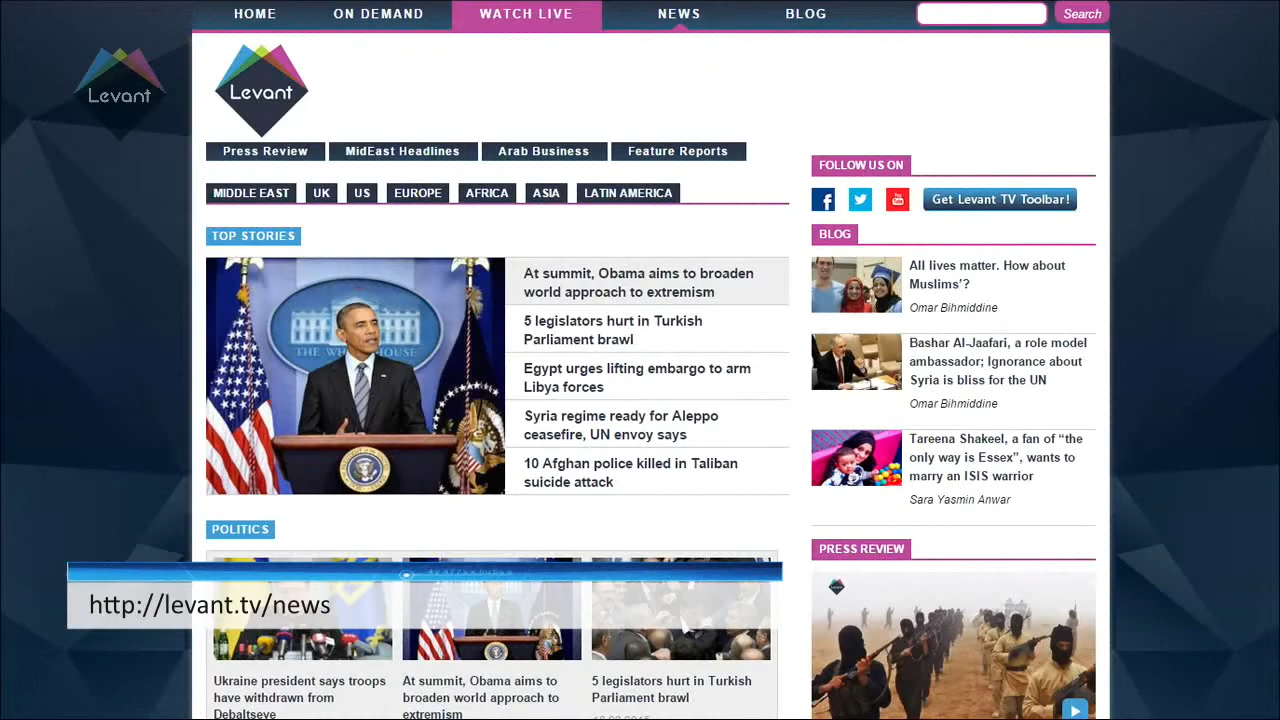 HOME ON DEMAND WATCH LIVE NEWS BLOG Search
Levant
Levant
Press Review MidEast Headlines Arab Business Feature Reports
MIDDLE EAST UK US EUROPE AFRICA ASIA LATIN AMERICA
TOP STORIES
THE WHITE HOUSE
At summit, Obama aims to broaden
world approach to extremism
5 legislators hurt in Turkish
Parliament brawl
Egypt urges lifting embargo to arm
Libya forces
Syria regime ready for Aleppo
ceasefire, UN envoy says
10 Afghan police killed in Taliban
suicide attack
POLITICS
http://levant.tv/news
Ukraine president says troops
have withdrawn from
Debaltseve
At summit, Obama aims to
broaden world approach to
extremism
5 legislators hurt in Turkish
Parliament brawl
FOLLOW US ON
f You Tube Get Levant TV Toolbar!
BLOG
All lives matter. How about
Muslims’?
Omar Bihmiddine
Bashar Al-Jaafari, a role model
ambassador; Ignorance about
Syria is bliss for the UN
Omar Bihmiddine
Tareena Shakeel, a fan of “the
only way is Essex”, wants to
marry an ISIS warrior
Sara Yasmin Anwar
PRESS REVIEW